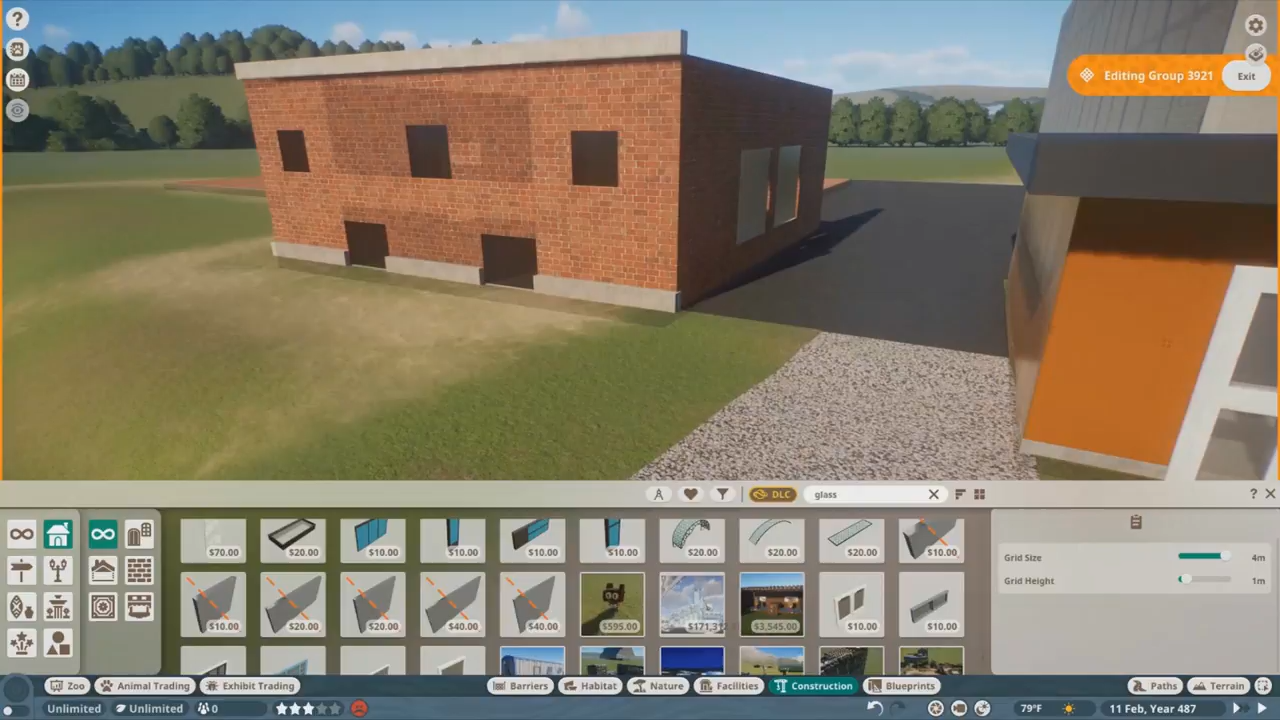 ?
Editing Group 3921
Exit
DLC
glass
?
$70.00
$20.00
$10.00
$10.00
$10.00
$10.00
$20.00
$20.00
$20.00
$10.00
Grid Size
4m
Grid Height
1m
$10.00
$20.00
$20.00
$40.00
$40.00
$595.00
$3,545.00
$10.00
$10.00
Zoo
Animal Trading
Exhibit Trading
Barriers
Habitat
Nature
Facilities
Construction
Blueprints
Paths
Terrain
Unlimited
Unlimited
0
79°F
11 Feb, Year 487